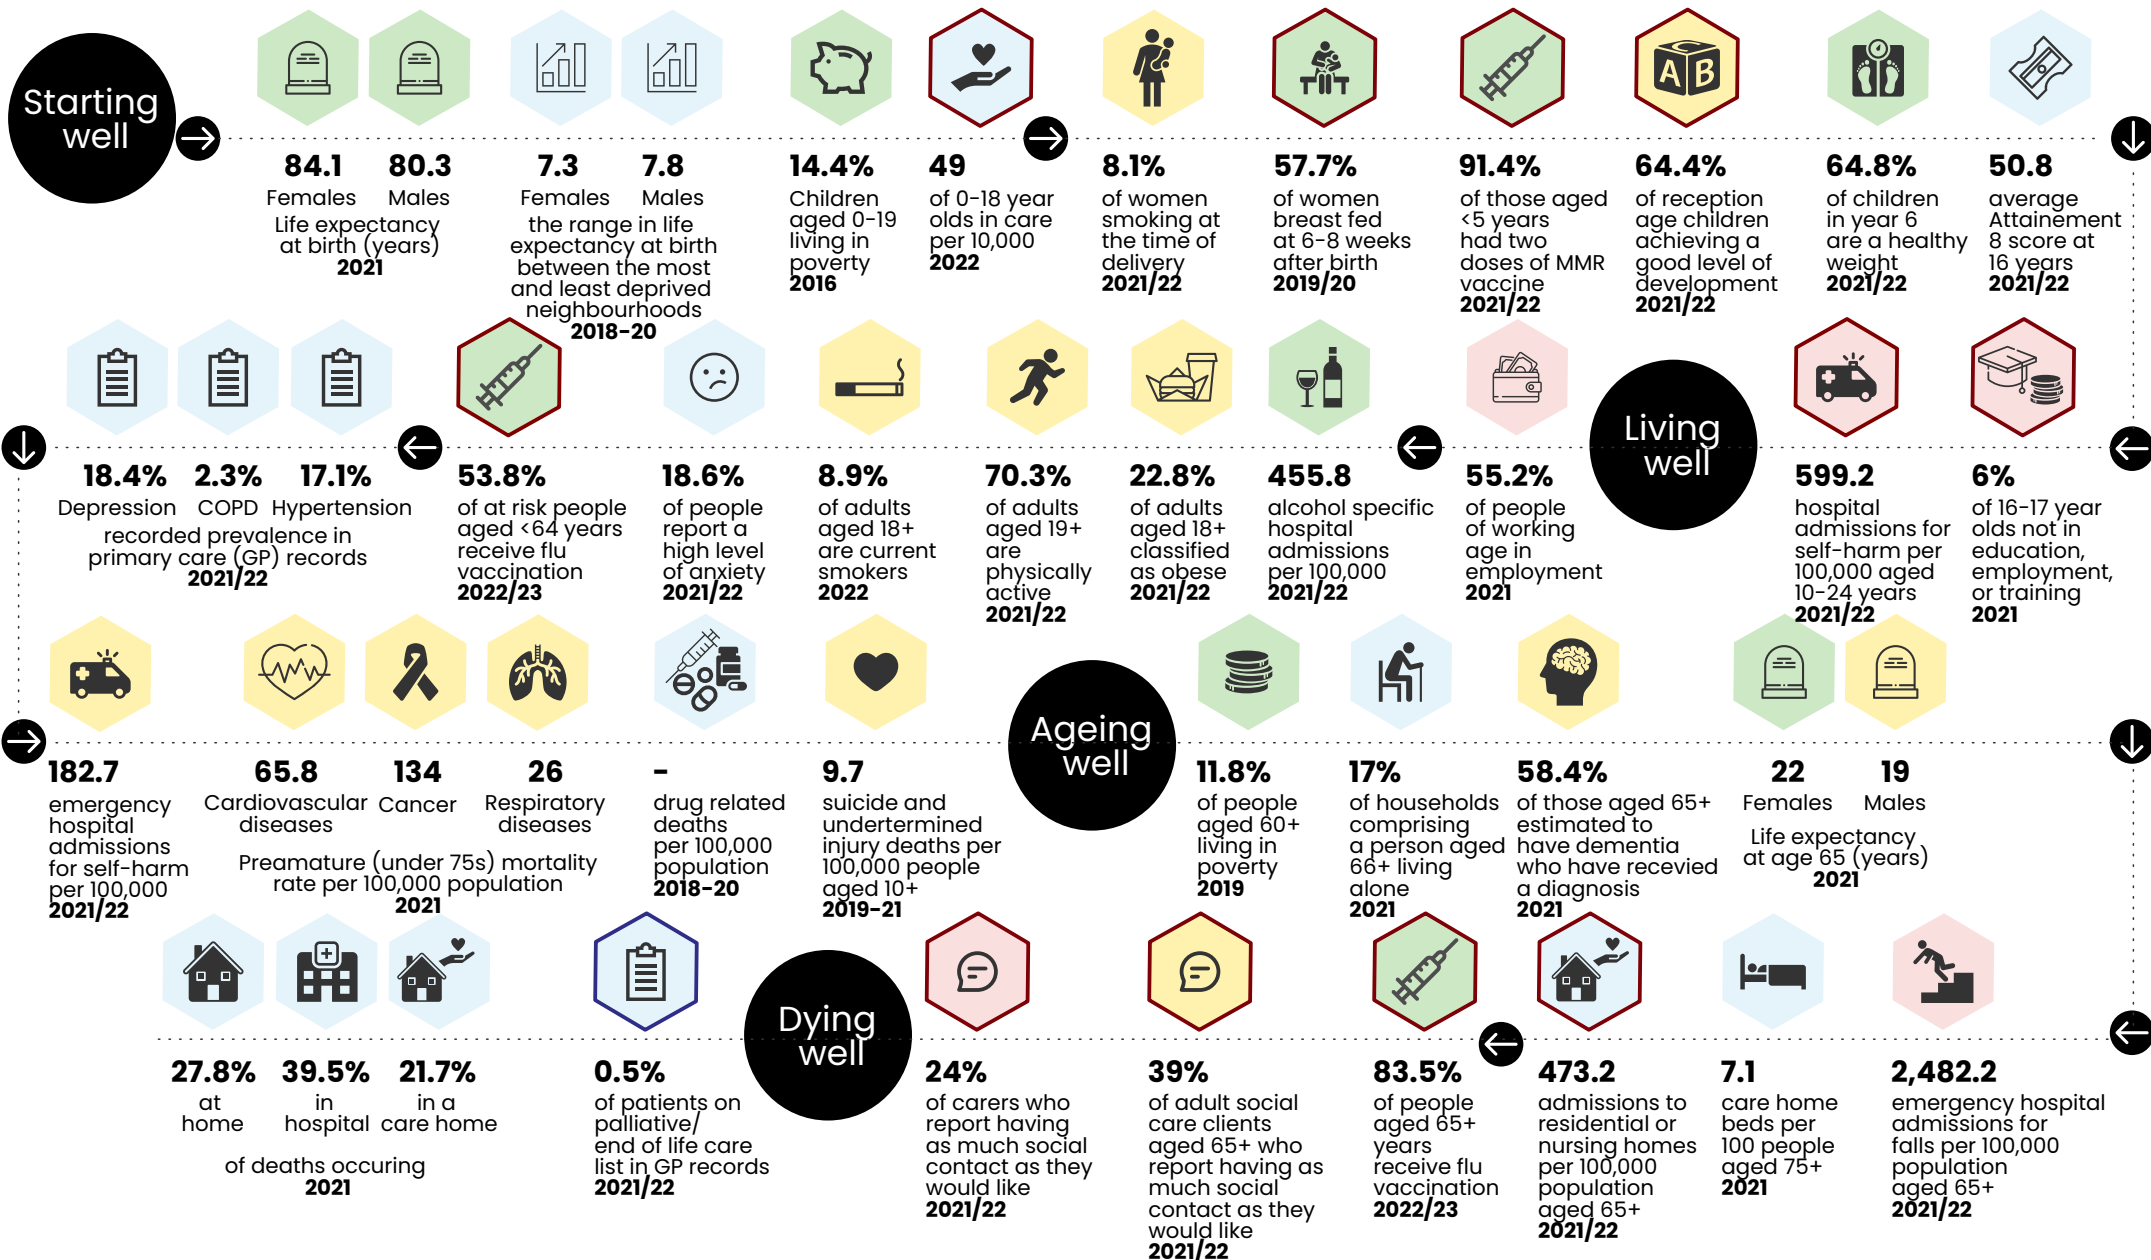 Starting
well
84.1
Females
80.3
Males
Life expectancy
at birth (years)
2021
7.3
Females
7.8
Males
the range in life
expectancy at birth
between the most
and least deprived
neighbourhoods
2018-20
14.4%
Children
aged 0-19
living in
poverty
2016
49
of 0-18 year
olds in care
per 10,000
2022
8.1%
of women
smoking at
the time of
delivery
2021/22
57.7%
of women
breast fed
at 6-8 weeks
after birth
2019/20
91.4%
of those aged
<5 years
had two
doses of MMR
vaccine
2021/22
A B C
64.4%
of reception
age children
achieving a
good level of
development
2021/22
64.8%
of children
in year 6
are a healthy
weight
2021/22
50.8
average
Attainement
8 score at
16 years
2021/22
6%
of 16-17 year
olds not in
education,
employment,
or training
2021
599.2
hospital
admissions for
self-harm per
100,000 aged
10-24 years
2021/22
Living
well
55.2%
of people
of working
age in
employment
2021
455.8
alcohol specific
hospital
admissions
per 100,000
2021/22
22.8%
of adults
aged 18+
classified
as obese
2021/22
70.3%
of adults
aged 19+
are
physically
active
2021/22
8.9%
of adults
aged 18+
are current
smokers
2022
18.6%
of people
report a
high level
of anxiety
2021/22
53.8%
of at risk people
aged <64 years
receive flu
vaccination
2022/23
18.4%
Depression
2.3%
COPD
17.1%
Hypertension
recorded prevalence in
primary care (GP) records
2021/22
182.7
emergency
hospital
admissions
for self-harm
per 100,000
2021/22
65.8
Cardiovascular
diseases
134
Cancer
26
Respiratory
diseases
Preamature (under 75s) mortality
rate per 100,000 population
2021
-
drug related
deaths
per 100,000
population
2018-20
9.7
suicide and
undertermined
injury deaths per
100,000 people
aged 10+
2019-21
Ageing
well
11.8%
of people
aged 60+
living in
poverty
2019
17%
of households
comprising
a person aged
66+ living
alone
2021
58.4%
of those aged 65+
estimated to
have dementia
who have recevied
a diagnosis
2021
22
Females
19
Males
Life expectancy
at age 65 (years)
2021
2,482.2
emergency hospital
admissions for
falls per 100,000
population
aged 65+
2021/22
7.1
care home
beds per
100 people
aged 75+
2021
473.2
admissions to
residential or
nursing homes
per 100,000
population
aged 65+
2021/22
83.5%
of people
aged 65+
years
receive flu
vaccination
2022/23
39%
of adult social
care clients
aged 65+ who
report having as
much social
contact as they
would like
2021/22
24%
of carers who
report having
as much social
contact as they
would like
2021/22
Dying
well
0.5%
of patients on
palliative/
end of life care
list in GP records
2021/22
27.8%
at
home
39.5%
in
hospital
21.7%
in a
care home
of deaths occuring
2021